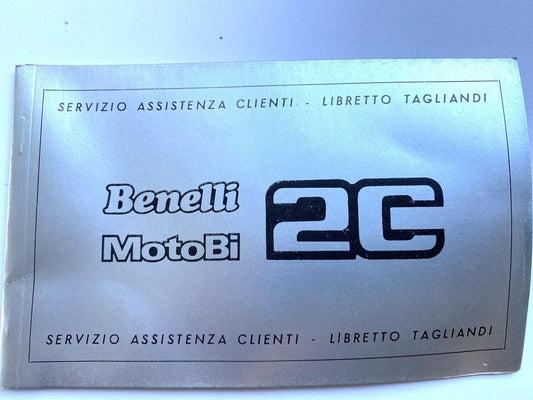 SERVIZIO ASSISTENZA CLIENTI - LIBRETTO TAGLIANDI
Benelli
MotoBi
2C
SERVIZIO ASSISTENZA CLIENTI - LIBRETTO TAGLIANDI